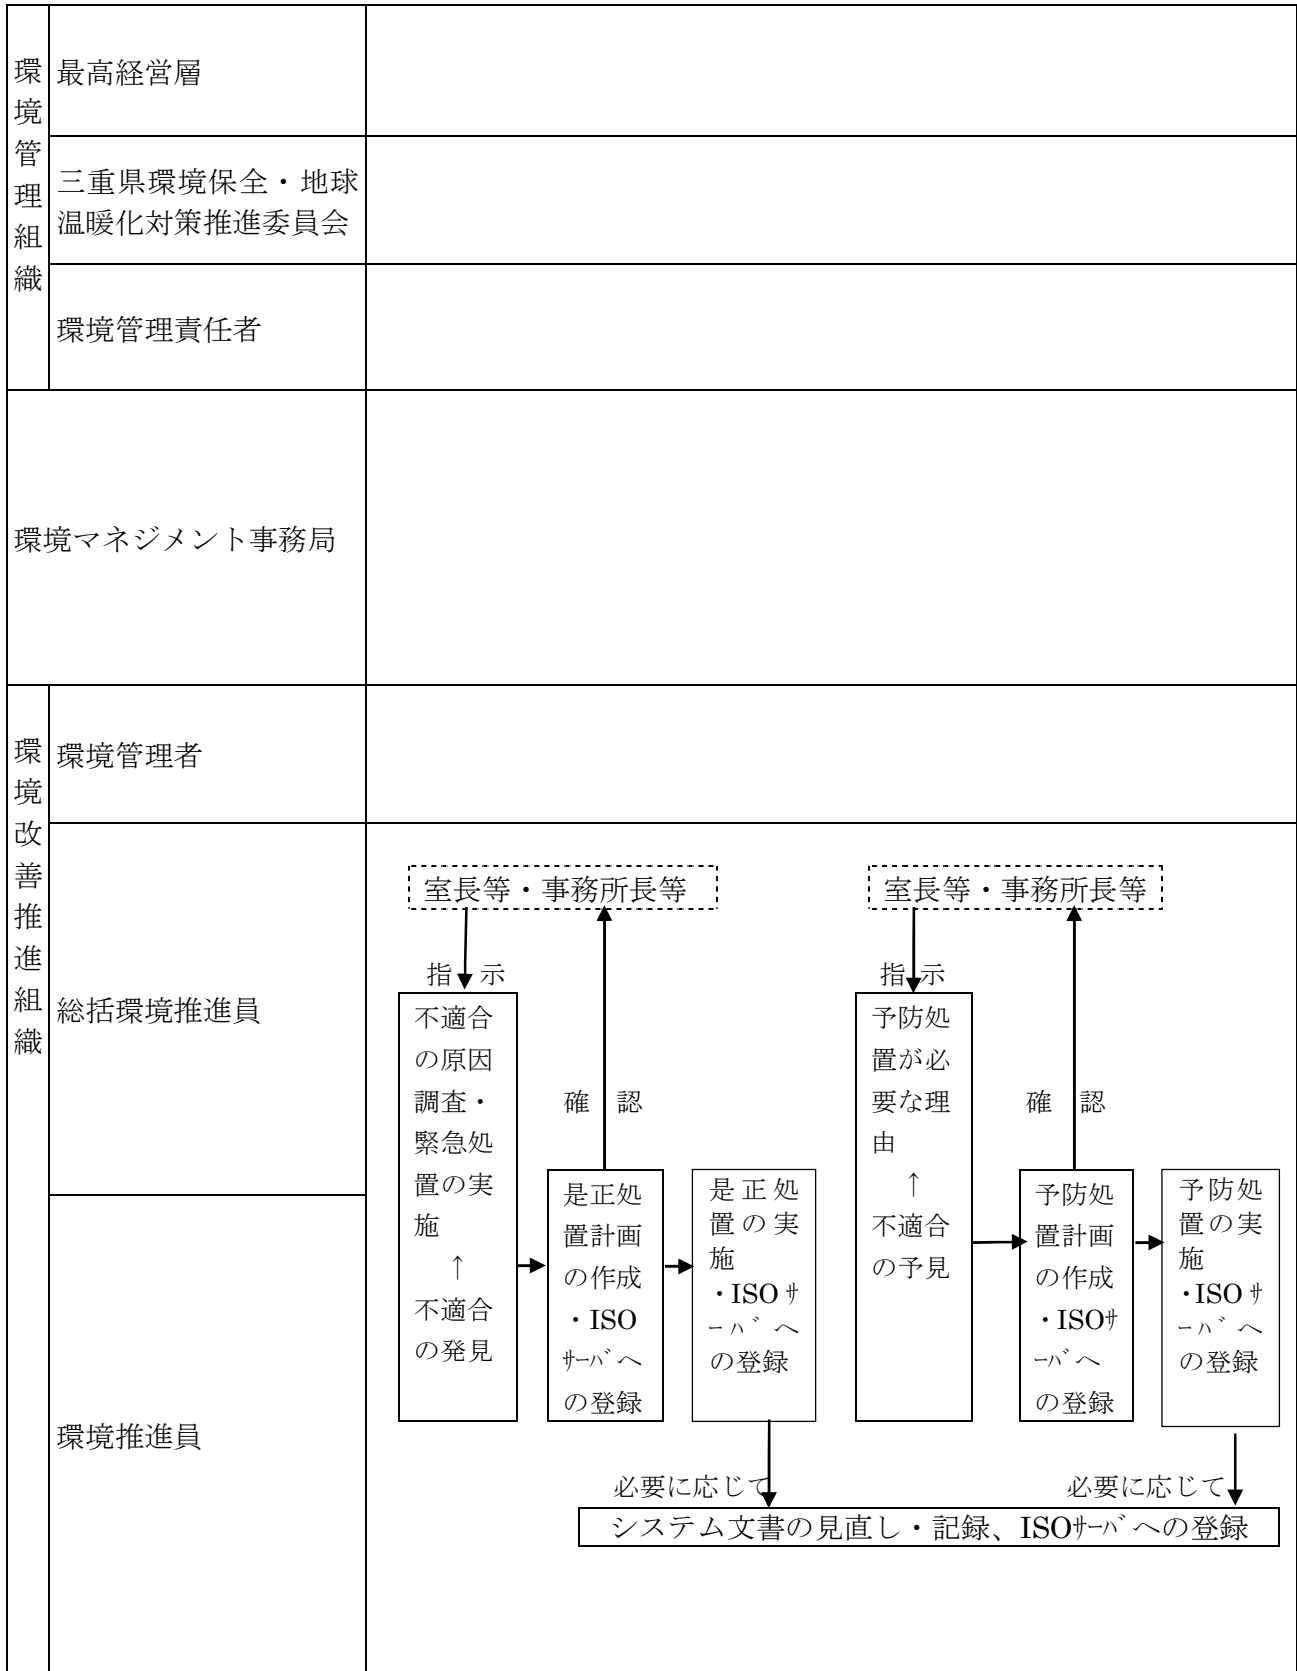 環境管理組織
最高経営層
三重県環境保全・地球
温暖化対策推進委員会
環境管理責任者
環境マネジメント事務局
環境改善推進組織
環境管理者
総括環境推進員
環境推進員
室長等・事務所長等
指 示
不適合
の原因
調査・
緊急処
置の実
施
↑
不適合
の発見
確 認
是正処
置計画
の作成
・ISO
ｻｰﾊﾞへ
の登録
是正処
置の実
施
・ISOｻ
ｰﾊﾞへ
の登録
必要に応じて
室長等・事務所長等
指 示
予防処
置が必
要な理
由
↑
不適合
の予見
確 認
予防処
置計画
の作成
・ISOｻ
ｰﾊﾞへ
の登録
予防処
置の実
施
・ISOｻ
ｰﾊﾞへ
の登録
必要に応じて
システム文書の見直し・記録、ISOｻｰﾊﾞへの登録